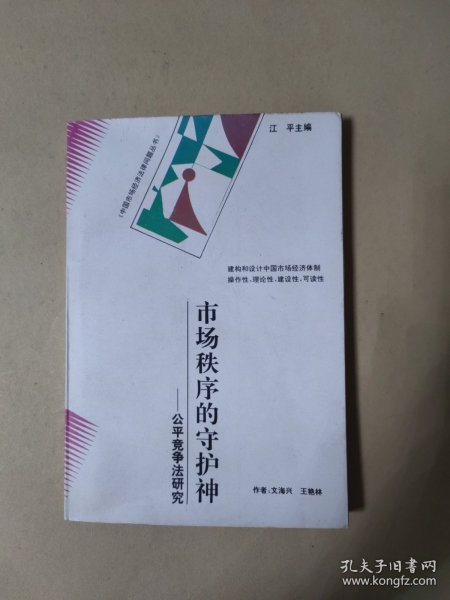 江 平主编
《中国市场经济法律问题丛书》
建构和设计中国市场经济体制
操作性、理论性、建设性、可读性
市场秩序的守护神
——公平竞争法研究
作者：文海兴 王艳林
孔夫子旧书网
www.kongfz.com